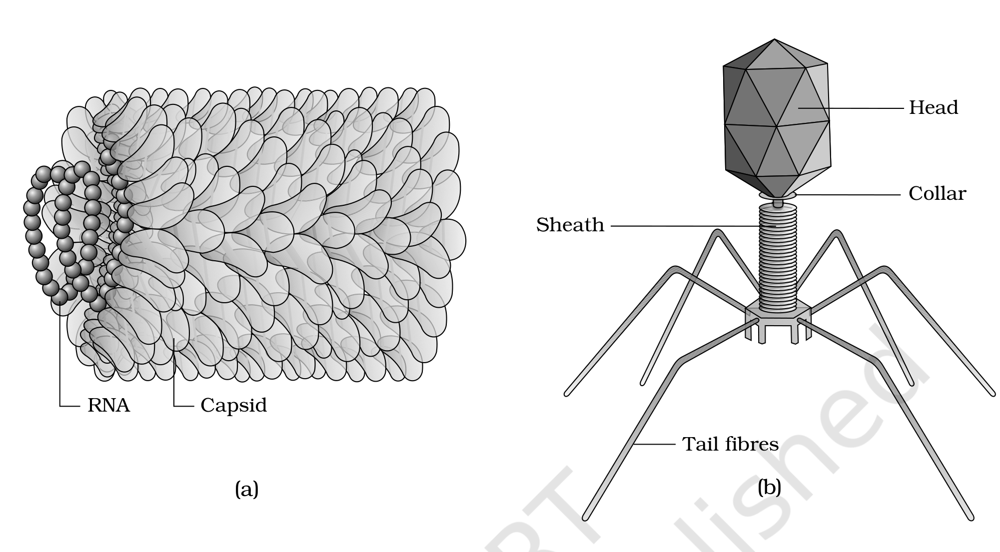 Head
Collar
Sheath
RNA
Capsid
Tail fibres
(a)
(b)